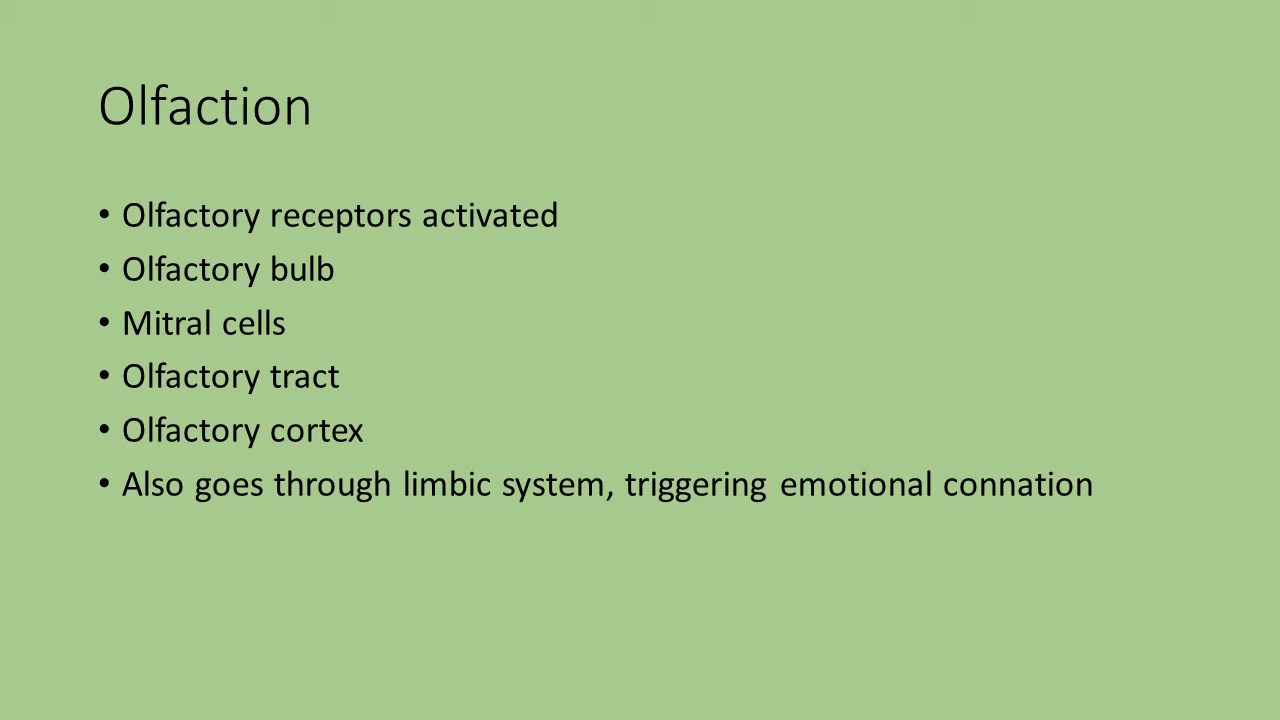 Olfaction
• Olfactory receptors activated
• Olfactory bulb
• Mitral cells
• Olfactory tract
• Olfactory cortex
• Also goes through limbic system, triggering emotional connation